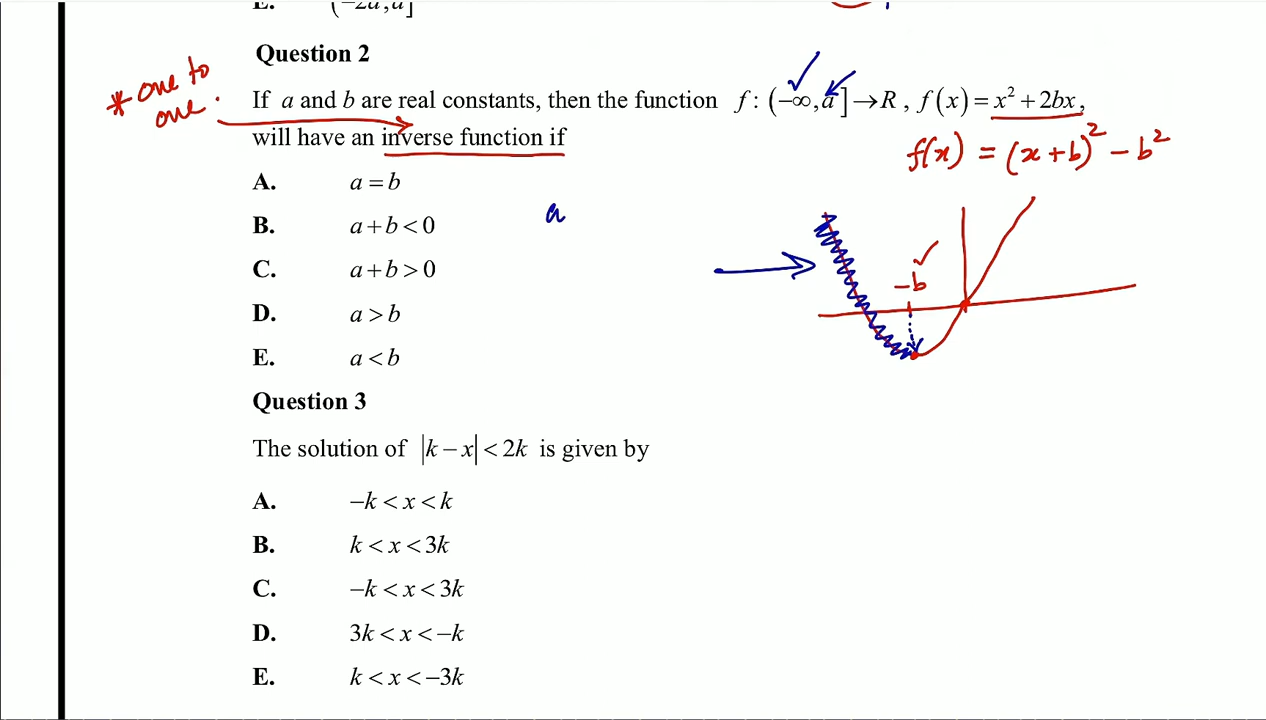 E. (−2a,a]
Question 2
* one to one.
If a and b are real constants, then the function f: (−∞,a]→R, f(x)=x²+2bx,
will have an inverse function if
f(x) = (x+b)² − b²
A. a=b
a
B. a+b<0
C. a+b>0
−b
D. a>b
E. a<b
Question 3
The solution of |k−x|<2k is given by
A. −k<x<k
B. k<x<3k
C. −k<x<3k
D. 3k<x<−k
E. k<x<−3k